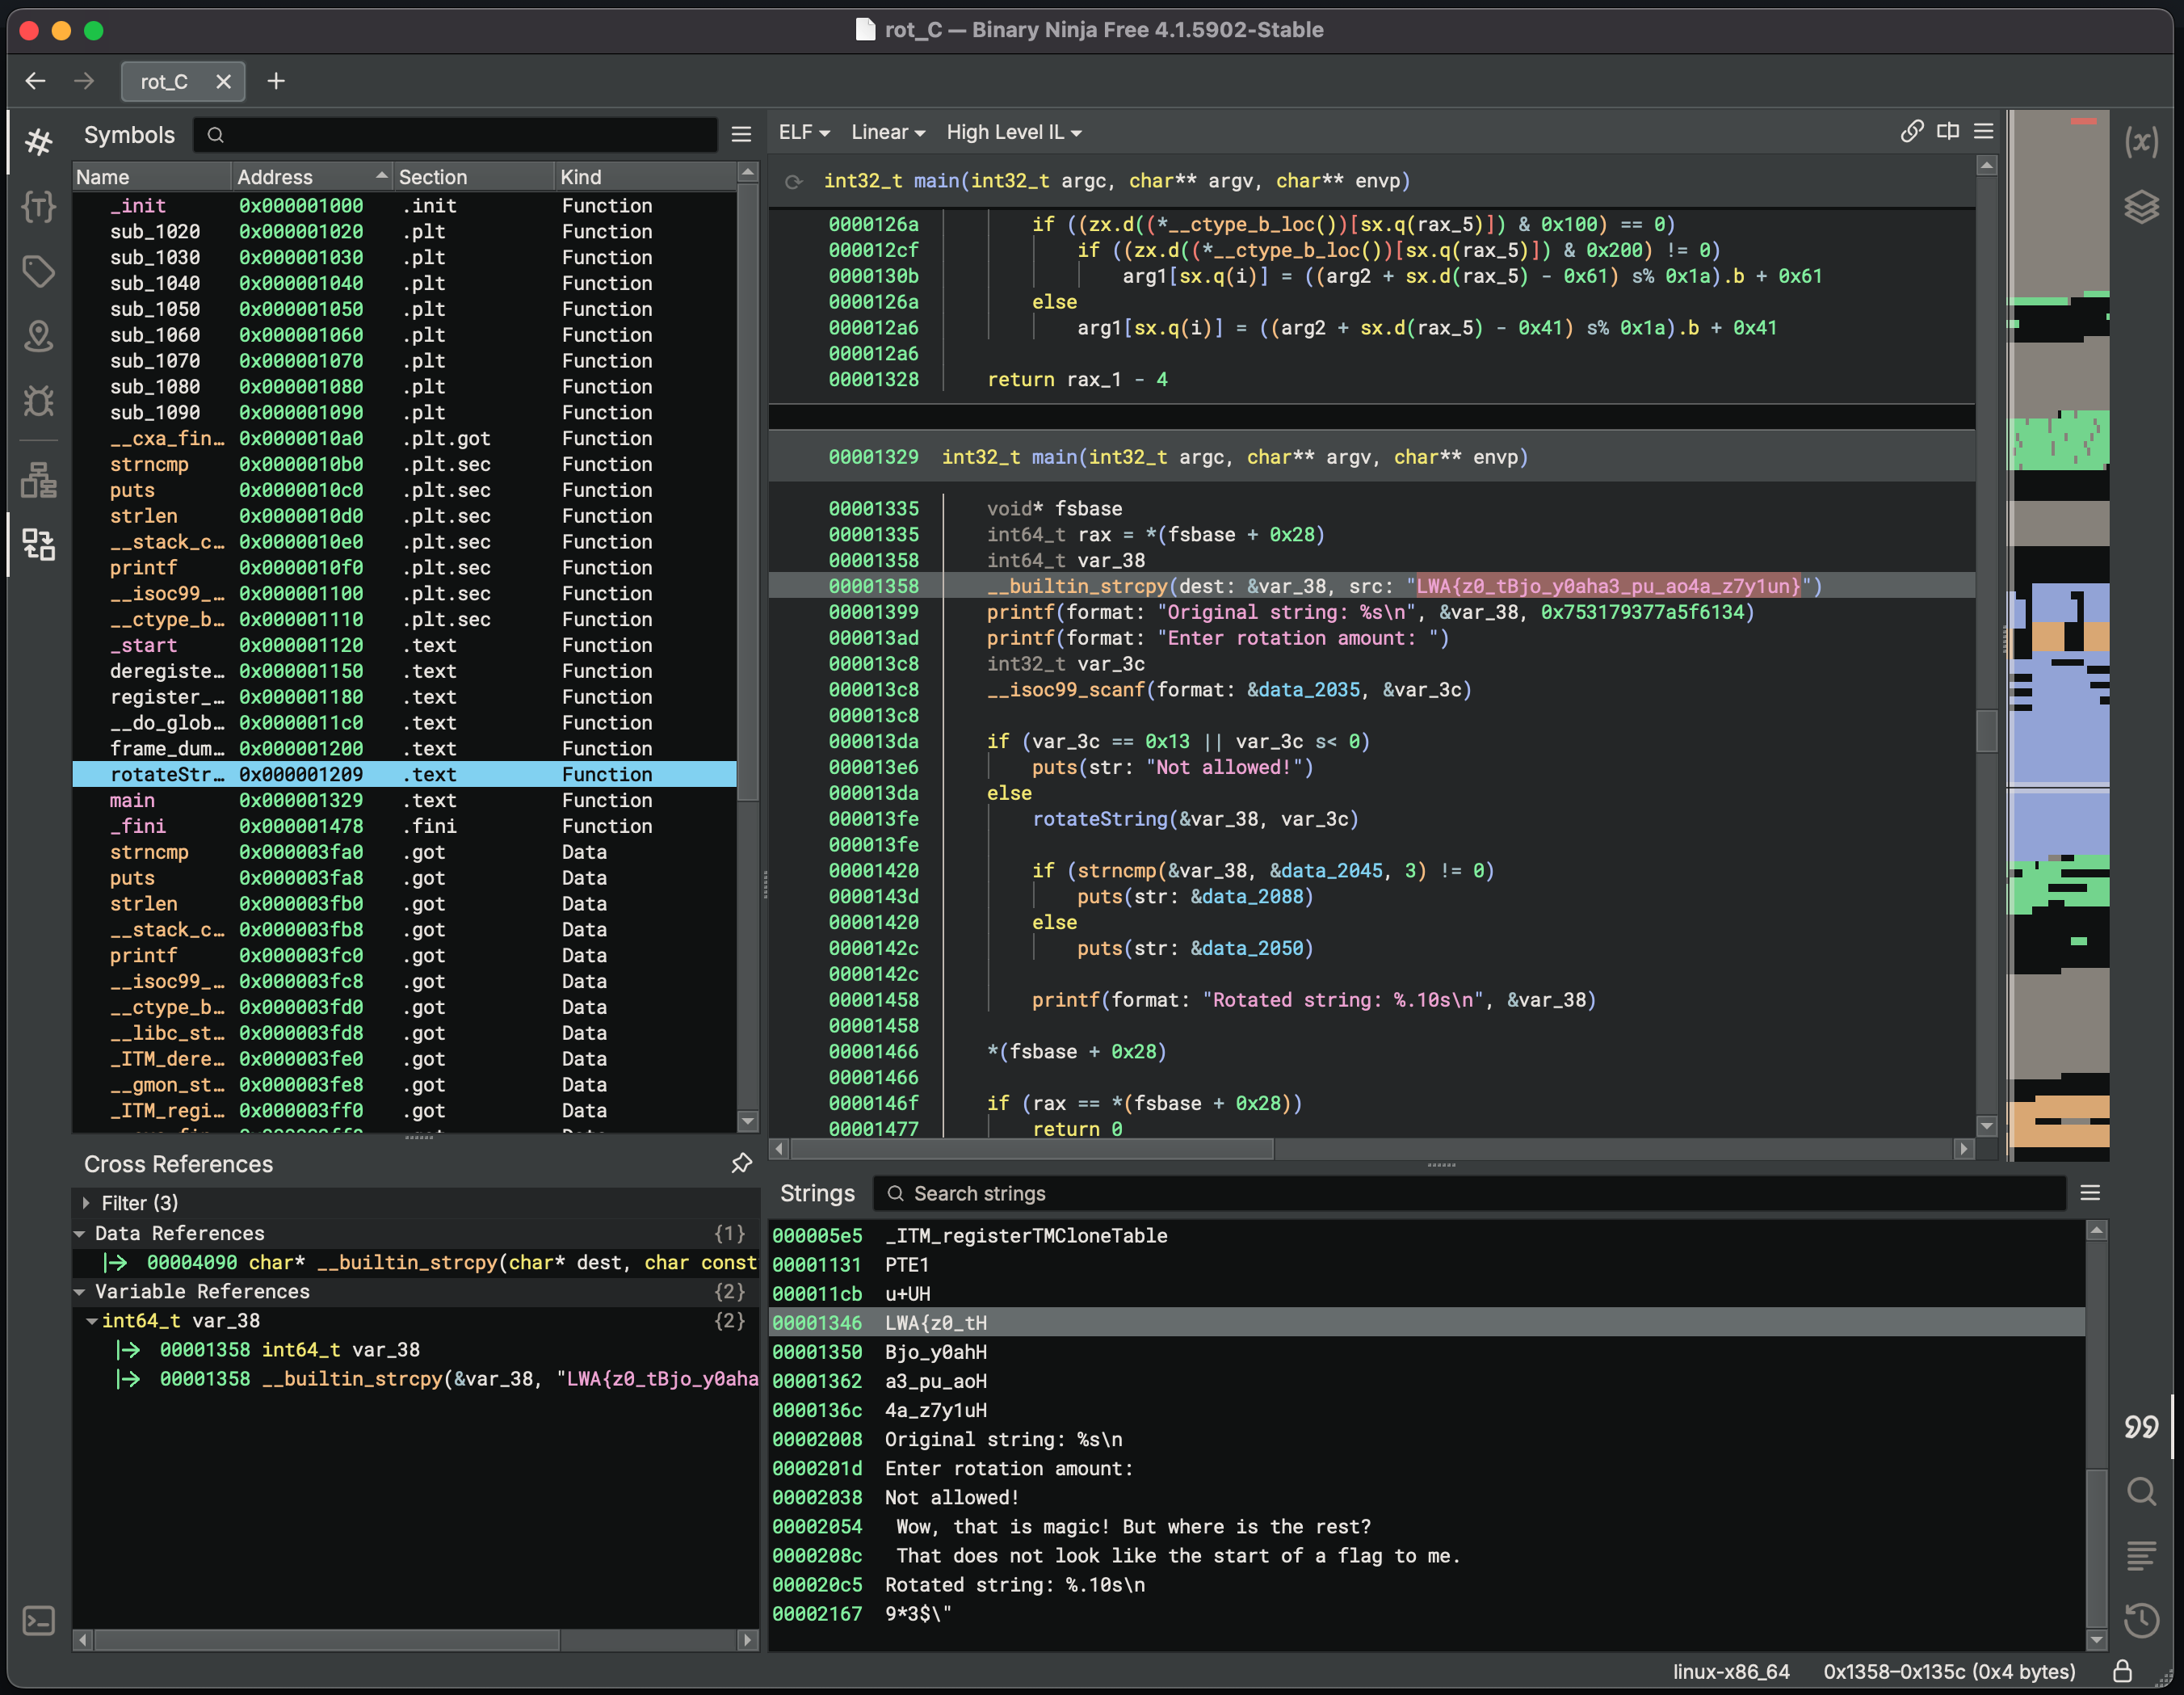 rot_C — Binary Ninja Free 4.1.5902-Stable
rot_C
Symbols
Name Address Section Kind
_init 0x000001000 .init Function
sub_1020 0x000001020 .plt Function
sub_1030 0x000001030 .plt Function
sub_1040 0x000001040 .plt Function
sub_1050 0x000001050 .plt Function
sub_1060 0x000001060 .plt Function
sub_1070 0x000001070 .plt Function
sub_1080 0x000001080 .plt Function
sub_1090 0x000001090 .plt Function
__cxa_fin… 0x0000010a0 .plt.got Function
strncmp 0x0000010b0 .plt.sec Function
puts 0x0000010c0 .plt.sec Function
strlen 0x0000010d0 .plt.sec Function
__stack_c… 0x0000010e0 .plt.sec Function
printf 0x0000010f0 .plt.sec Function
__isoc99_… 0x000001100 .plt.sec Function
__ctype_b… 0x000001110 .plt.sec Function
_start 0x000001120 .text Function
deregiste… 0x000001150 .text Function
register_… 0x000001180 .text Function
__do_glob… 0x0000011c0 .text Function
frame_dum… 0x000001200 .text Function
rotateStr… 0x000001209 .text Function
main 0x000001329 .text Function
_fini 0x000001478 .fini Function
strncmp 0x000003fa0 .got Data
puts 0x000003fa8 .got Data
strlen 0x000003fb0 .got Data
__stack_c… 0x000003fb8 .got Data
printf 0x000003fc0 .got Data
__isoc99_… 0x000003fc8 .got Data
__ctype_b… 0x000003fd0 .got Data
__libc_st… 0x000003fd8 .got Data
_ITM_dere… 0x000003fe0 .got Data
__gmon_st… 0x000003fe8 .got Data
_ITM_regi… 0x000003ff0 .got Data
Cross References
Filter (3)
Data References {1}
00004090 char* __builtin_strcpy(char* dest, char const
Variable References {2}
int64_t var_38 {2}
00001358 int64_t var_38
00001358 __builtin_strcpy(&var_38, "LWA{z0_tBjo_y0aha
ELF Linear High Level IL
int32_t main(int32_t argc, char** argv, char** envp)
0000126a if ((zx.d((*__ctype_b_loc())[sx.q(rax_5)]) & 0x100) == 0)
000012cf if ((zx.d((*__ctype_b_loc())[sx.q(rax_5)]) & 0x200) != 0)
0000130b arg1[sx.q(i)] = ((arg2 + sx.d(rax_5) - 0x61) s% 0x1a).b + 0x61
0000126a else
000012a6 arg1[sx.q(i)] = ((arg2 + sx.d(rax_5) - 0x41) s% 0x1a).b + 0x41
000012a6
00001328 return rax_1 - 4
00001329 int32_t main(int32_t argc, char** argv, char** envp)
00001335 void* fsbase
00001335 int64_t rax = *(fsbase + 0x28)
00001358 int64_t var_38
00001358 __builtin_strcpy(dest: &var_38, src: "LWA{z0_tBjo_y0aha3_pu_ao4a_z7y1un}")
00001399 printf(format: "Original string: %s\n", &var_38, 0x753179377a5f6134)
000013ad printf(format: "Enter rotation amount: ")
000013c8 int32_t var_3c
000013c8 __isoc99_scanf(format: &data_2035, &var_3c)
000013c8
000013da if (var_3c == 0x13 || var_3c s< 0)
000013e6 puts(str: "Not allowed!")
000013da else
000013fe rotateString(&var_38, var_3c)
000013fe
00001420 if (strncmp(&var_38, &data_2045, 3) != 0)
0000143d puts(str: &data_2088)
00001420 else
0000142c puts(str: &data_2050)
0000142c
00001458 printf(format: "Rotated string: %.10s\n", &var_38)
00001458
00001466 *(fsbase + 0x28)
00001466
0000146f if (rax == *(fsbase + 0x28))
00001477 return 0
Strings Search strings
000005e5 _ITM_registerTMCloneTable
00001131 PTE1
000011cb u+UH
00001346 LWA{z0_tH
00001350 Bjo_y0ahH
00001362 a3_pu_aoH
0000136c 4a_z7y1uH
00002008 Original string: %s\n
0000201d Enter rotation amount:
00002038 Not allowed!
00002054 Wow, that is magic! But where is the rest?
0000208c That does not look like the start of a flag to me.
000020c5 Rotated string: %.10s\n
00002167 9*3$\"
linux-x86_64 0x1358–0x135c (0x4 bytes)